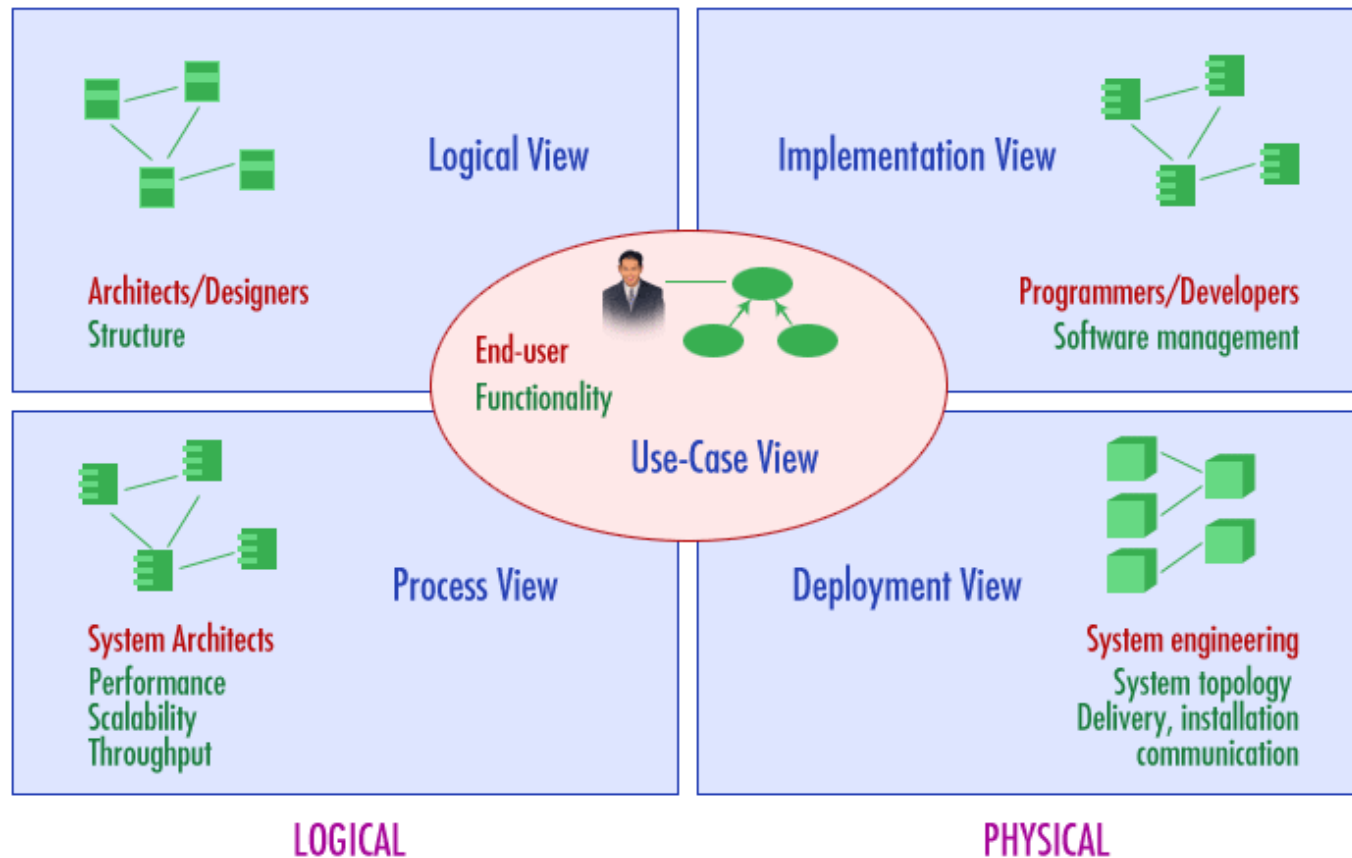 Logical View
Architects/Designers
Structure
Implementation View
Programmers/Developers
Software management
End-user
Functionality
Use-Case View
Process View
System Architects
Performance
Scalability
Throughput
Deployment View
System engineering
System topology
Delivery, installation
communication
LOGICAL
PHYSICAL